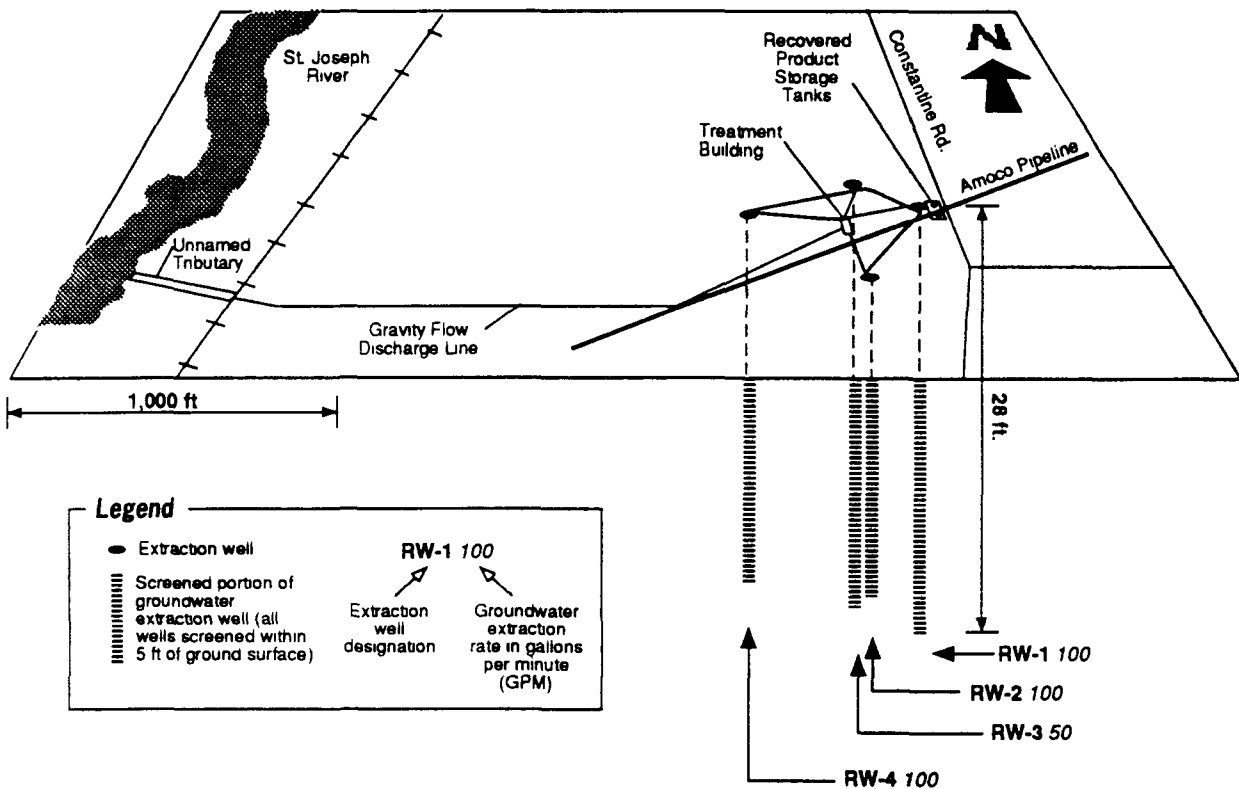 St. Joseph
River
Recovered
Product
Storage
Tanks
Constantine Rd.
N
Treatment
Building
Amoco Pipeline
Unnamed
Tributary
Gravity Flow
Discharge Line
1,000 ft
28 ft.
Legend
Extraction well
Screened portion of
groundwater
extraction well (all
wells screened within
5 ft of ground surface)
RW-1 100
Extraction
well
designation
Groundwater
extraction
rate in gallons
per minute
(GPM)
RW-1 100
RW-2 100
RW-3 50
RW-4 100